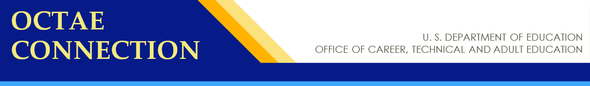 OCTAE
CONNECTION
U. S. DEPARTMENT OF EDUCATION
OFFICE OF CAREER, TECHNICAL AND ADULT EDUCATION